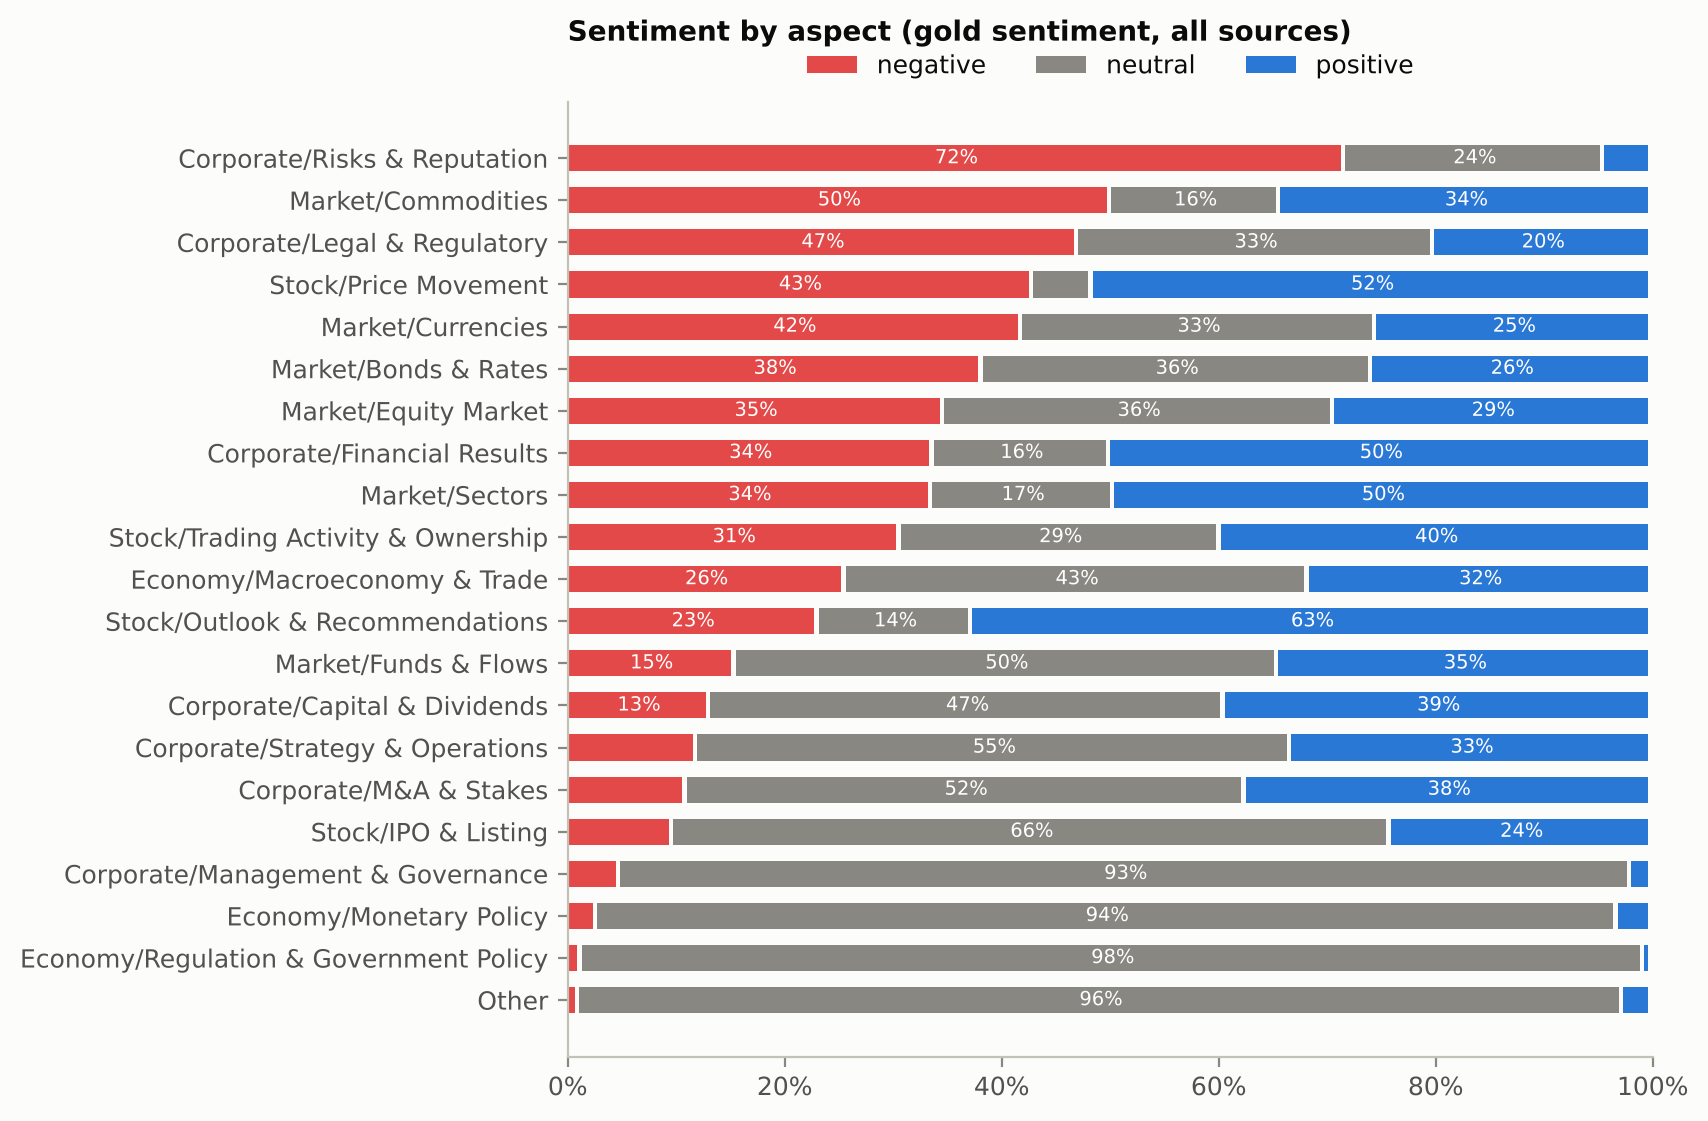 Sentiment by aspect (gold sentiment, all sources)
negative neutral positive
Corporate/Risks & Reputation 72% 24%
Market/Commodities 50% 16% 34%
Corporate/Legal & Regulatory 47% 33% 20%
Stock/Price Movement 43% 52%
Market/Currencies 42% 33% 25%
Market/Bonds & Rates 38% 36% 26%
Market/Equity Market 35% 36% 29%
Corporate/Financial Results 34% 16% 50%
Market/Sectors 34% 17% 50%
Stock/Trading Activity & Ownership 31% 29% 40%
Economy/Macroeconomy & Trade 26% 43% 32%
Stock/Outlook & Recommendations 23% 14% 63%
Market/Funds & Flows 15% 50% 35%
Corporate/Capital & Dividends 13% 47% 39%
Corporate/Strategy & Operations 55% 33%
Corporate/M&A & Stakes 52% 38%
Stock/IPO & Listing 66% 24%
Corporate/Management & Governance 93%
Economy/Monetary Policy 94%
Economy/Regulation & Government Policy 98%
Other 96%
0% 20% 40% 60% 80% 100%